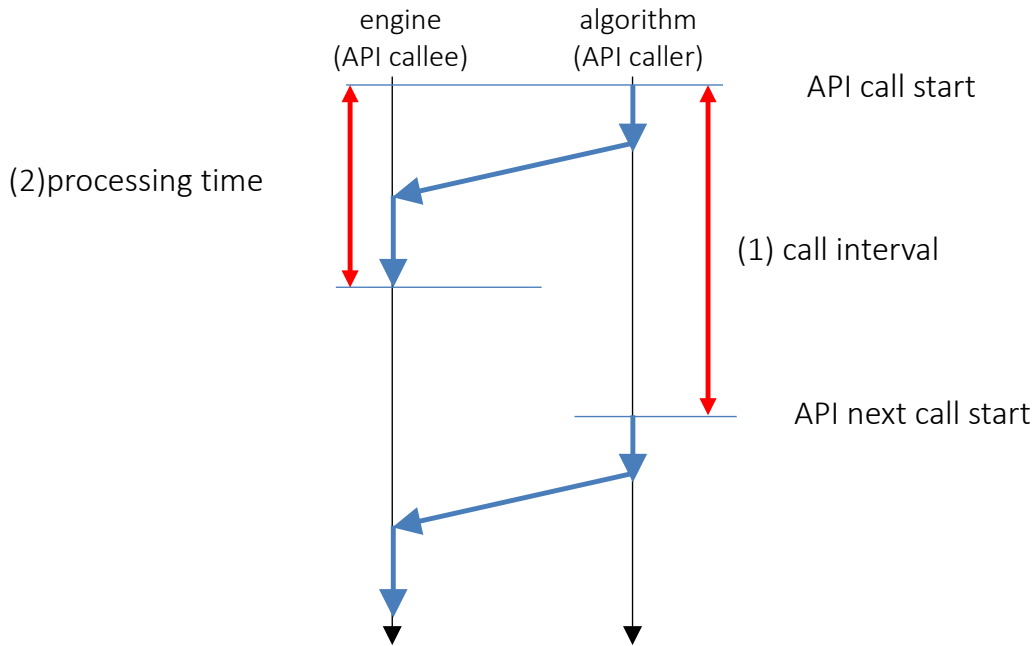 engine
(API callee)
algorithm
(API caller)
API call start
(2)processing time
(1) call interval
API next call start